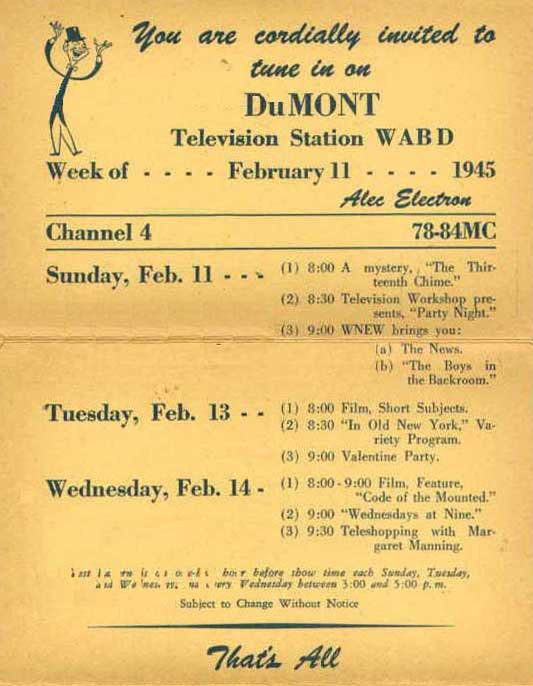 You are cordially invited to
tune in on
DuMONT
Television Station WABD
Week of - - - - February 11 - - - - 1945
Alec Electron
Channel 4 78-84MC
Sunday, Feb. 11 - - - (1) 8:00 A mystery, "The Thir-
teenth Chime."
(2) 8:30 Television Workshop pre-
sents, "Party Night."
(3) 9:00 WNEW brings you:
(a) The News.
(b) "The Boys in
the Backroom."
Tuesday, Feb. 13 - - (1) 8:00 Film, Short Subjects.
(2) 8:30 "In Old New York," Va-
riety Program.
(3) 9:00 Valentine Party.
Wednesday, Feb. 14 - (1) 8:00-9:00 Film, Feature,
"Code of the Mounted."
(2) 9:00 "Wednesdays at Nine."
(3) 9:30 Teleshopping with Mar-
garet Manning.
hour before show time each Sunday, Tuesday,
Wednesday between 3:00 and 5:00 p. m.
Subject to Change Without Notice
That's All